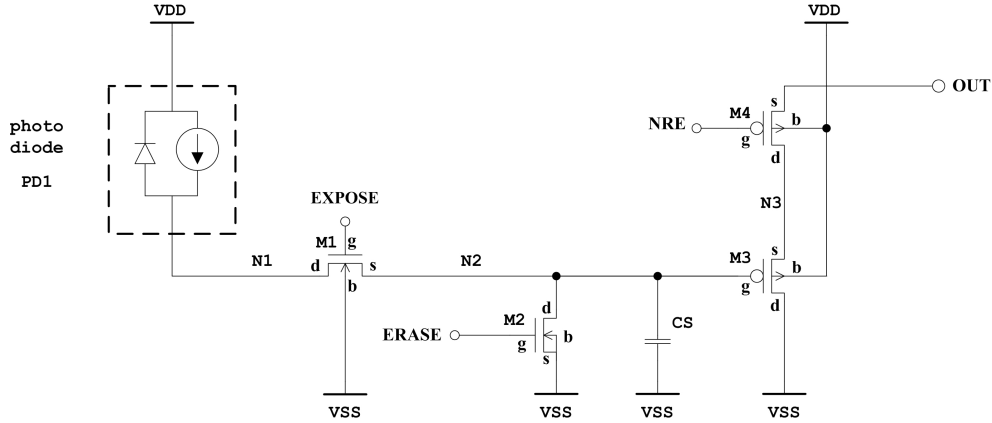 VDD
VDD
OUT
s
M4
b
NRE
g
d
photo
diode
PD1
EXPOSE
N3
M1
g
N1
d
s
N2
M3
s
b
b
g
d
d
M2
CS
ERASE
b
g
s
VSS
VSS
VSS
VSS